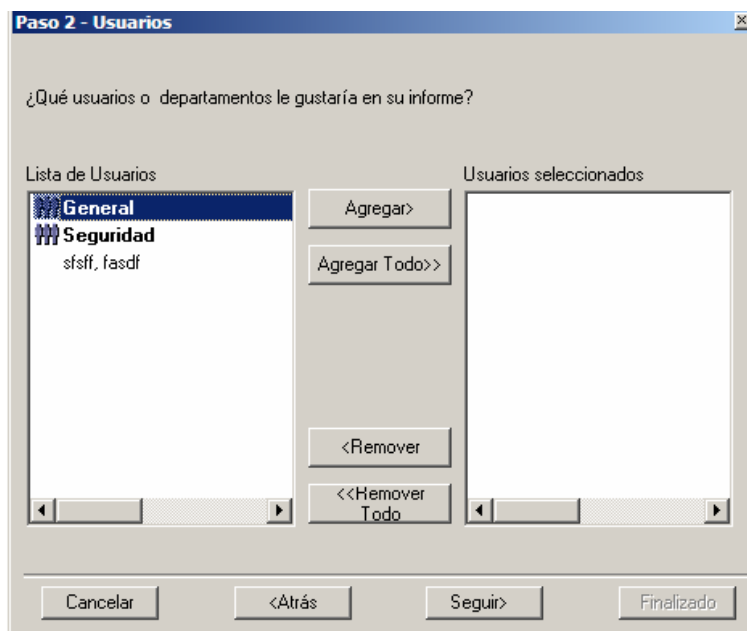 Paso 2 - Usuarios
¿Qué usuarios o departamentos le gustaría en su informe?
Lista de Usuarios
Usuarios seleccionados
General
Seguridad
sfsff, fasdf
Agregar>
Agregar Todo>>
<Remover
<<Remover
Todo
Cancelar
<Atrás
Seguir>
Finalizado